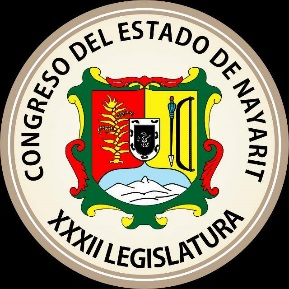 CONGRESO DEL ESTADO DE NAYARIT
XXXII LEGISLATURA